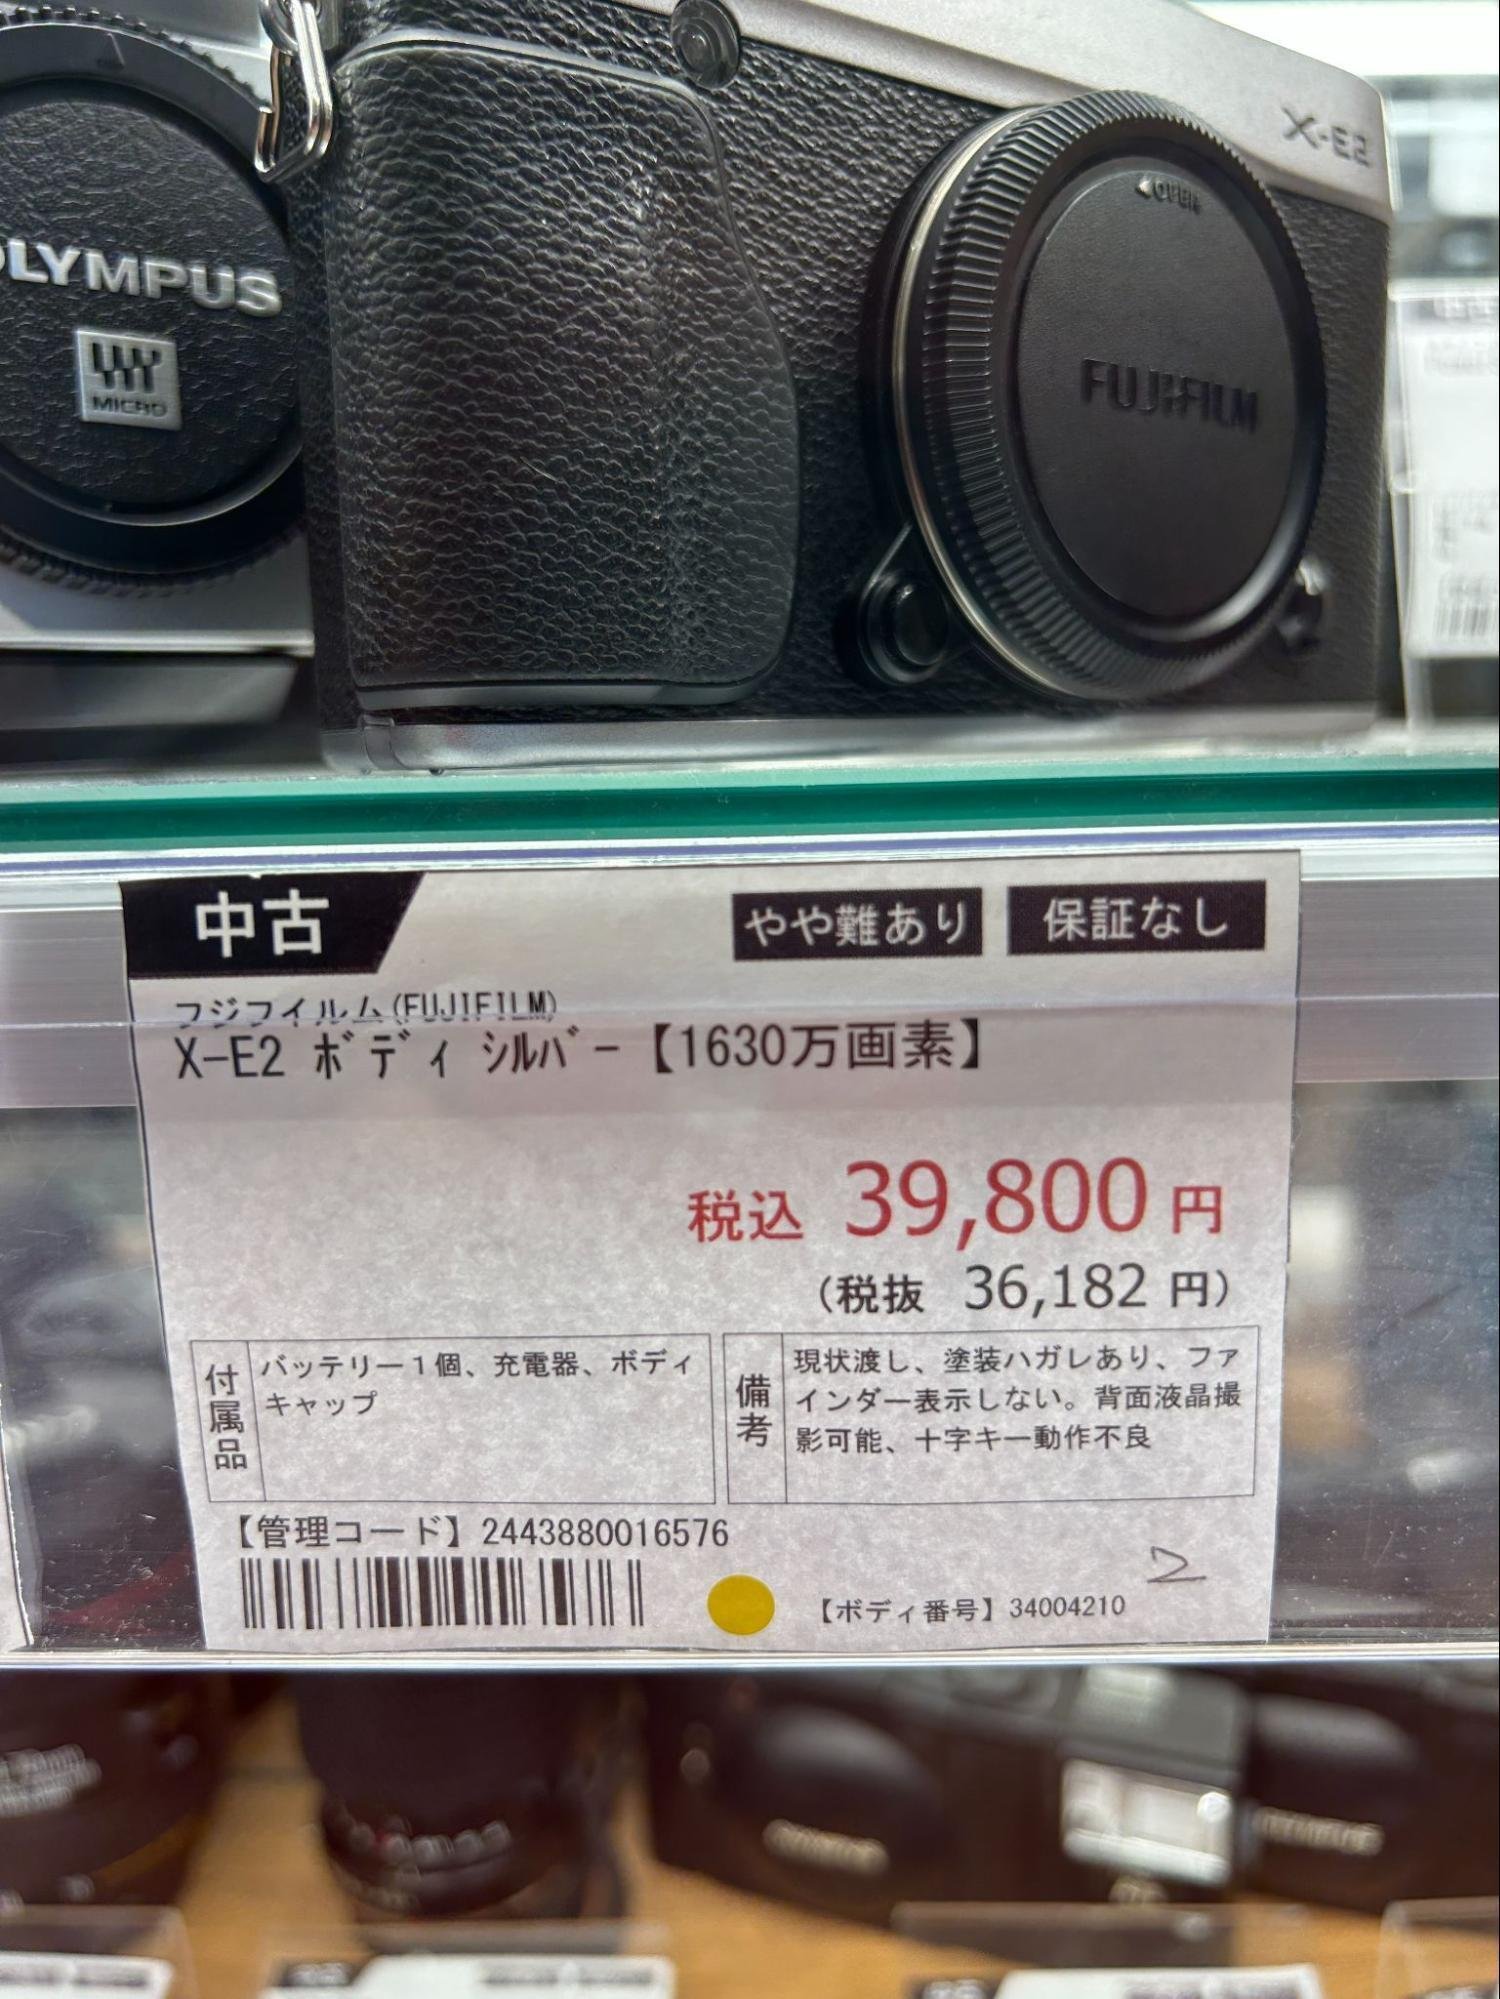 X-E2
OPEN
OLYMPUS
MICRO
FUJIFILM
中古
やや難あり
保証なし
フジフイルム(FUJIFILM)
X-E2 ﾎﾞﾃﾞｨ ｼﾙﾊﾞｰ【1630万画素】
税込 39,800 円
(税抜 36,182 円)
付属品
バッテリー１個、充電器、ボディ
キャップ
備考
現状渡し、塗装ハガレあり、ファ
インダー表示しない。背面液晶撮
影可能、十字キー動作不良
【管理コード】2443880016576
2
【ボディ番号】34004210